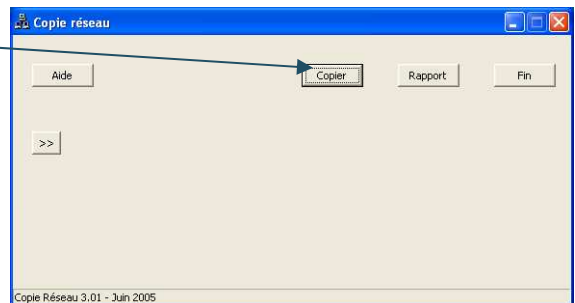 Copie réseau
Aide Copier Rapport Fin
>>
Copie Réseau 3.01 - Juin 2005